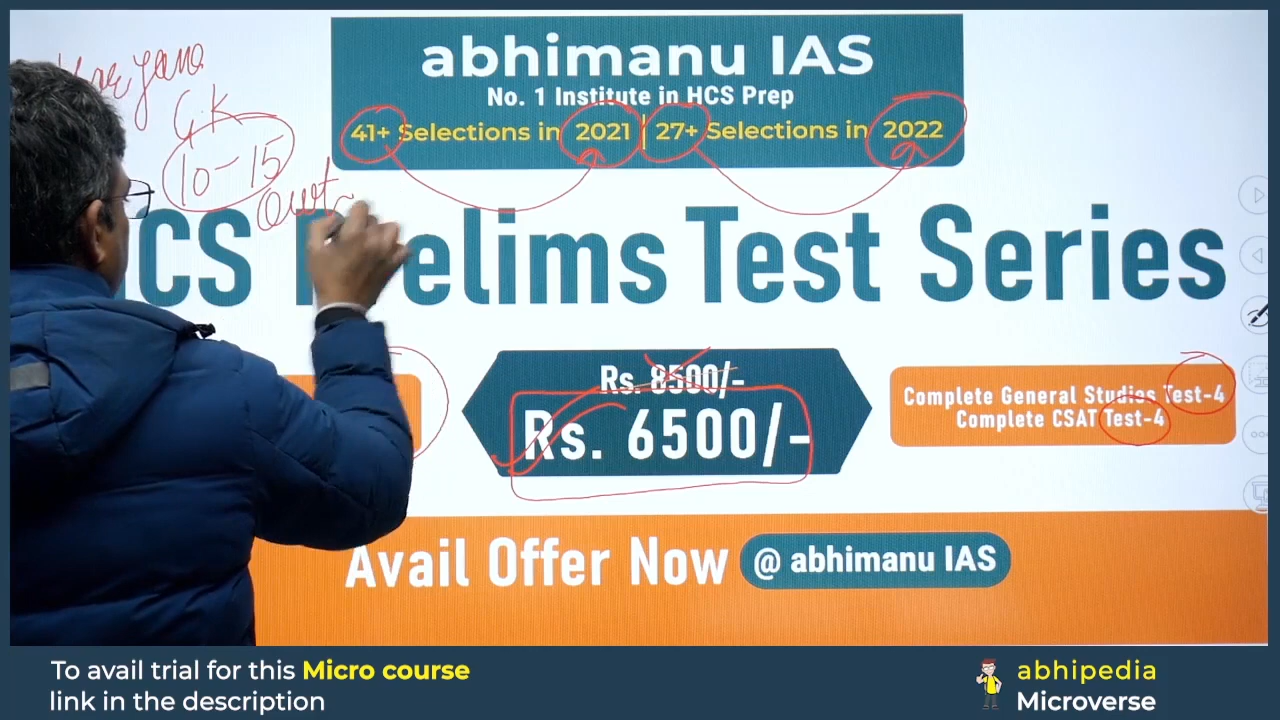 abhimanu IAS
No. 1 Institute in HCS Prep
41+ Selections in 2021 | 27+ Selections in 2022
Haryana
G.K
10-15
CS Prelims Test Series
Rs. 8500/-
Rs. 6500/-
Complete General Studies Test-4
Complete CSAT Test-4
Avail Offer Now @ abhimanu IAS
To avail trial for this Micro course
link in the description
abhipedia
Microverse